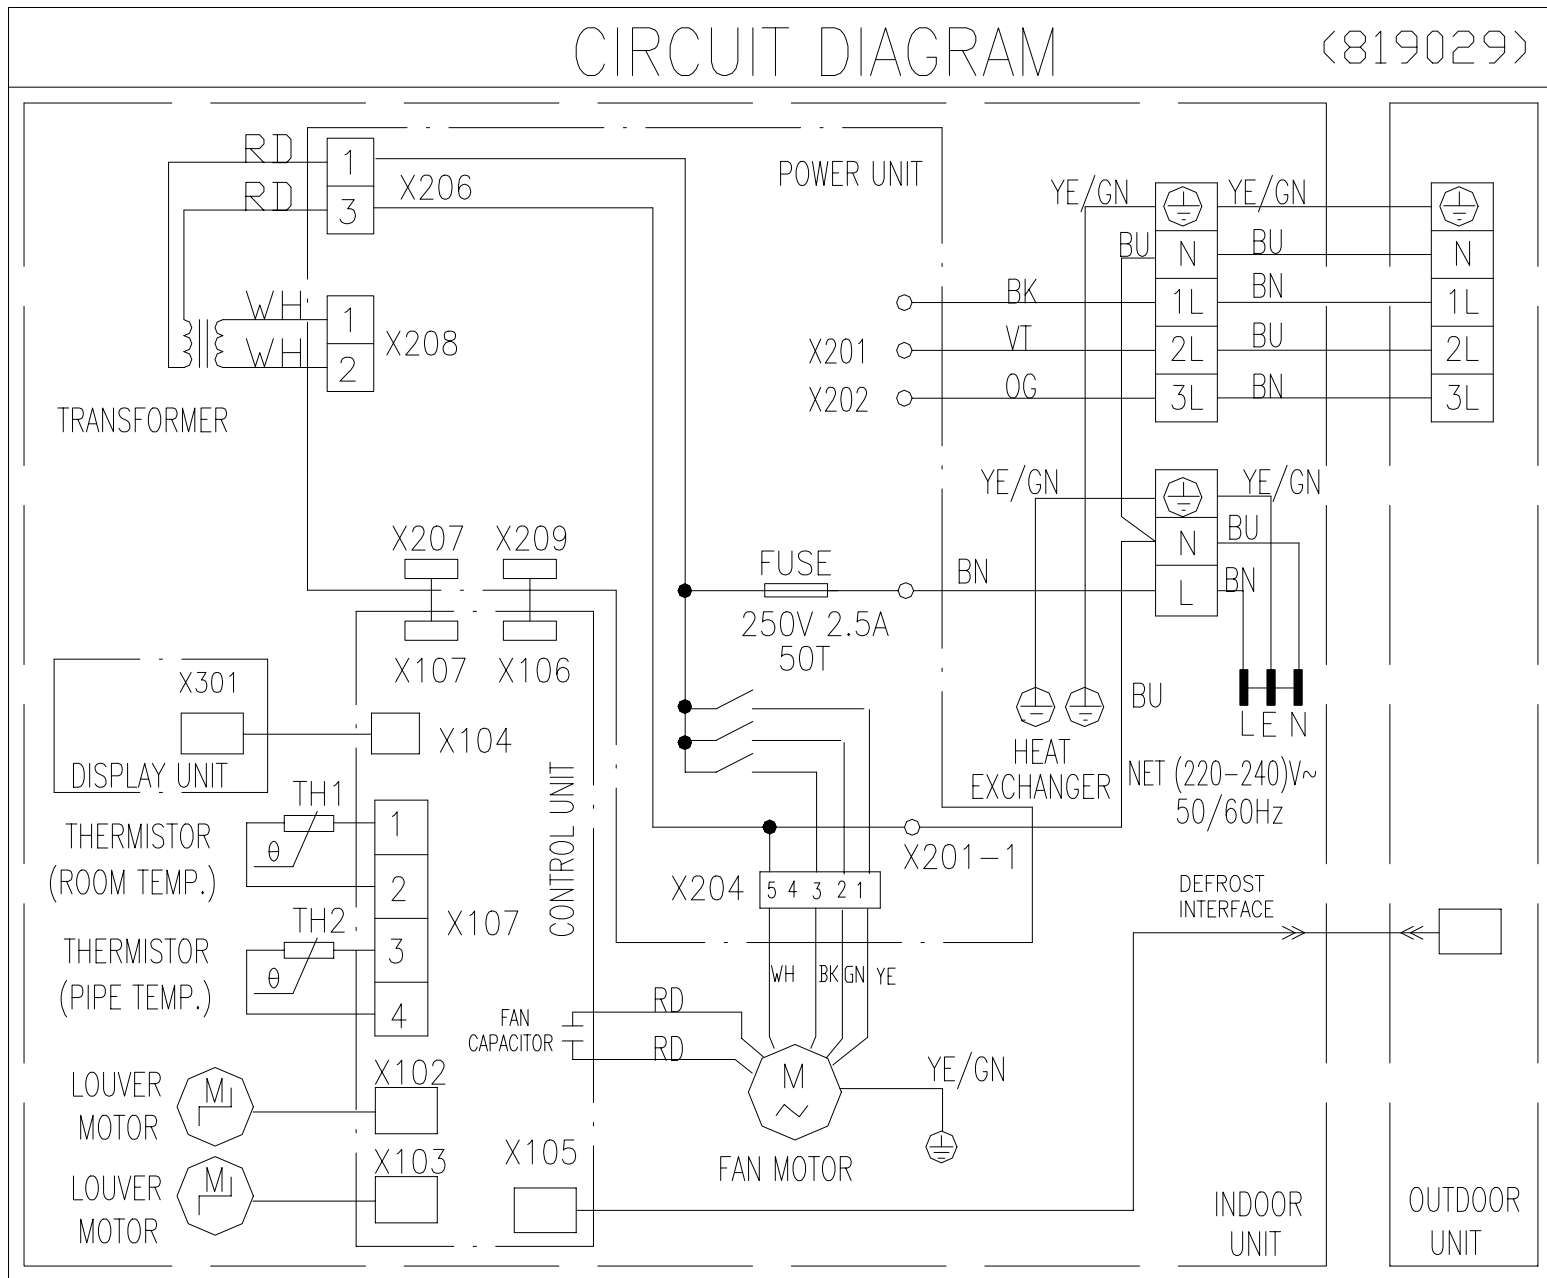 CIRCUIT DIAGRAM
(819029)
RD
1
RD
3
X206
POWER UNIT
YE/GN
YE/GN
BU
N
BU
N
BK
1L
BN
1L
X201
VT
2L
BU
2L
X202
OG
3L
BN
3L
WH
1
WH
2
X208
TRANSFORMER
YE/GN
YE/GN
X207
X209
N
BU
FUSE
BN
L
BN
250V 2.5A
50T
X107
X106
X301
X104
DISPLAY UNIT
BU
L E N
HEAT
EXCHANGER
NET (220-240)V~
50/60Hz
TH1
THERMISTOR
(ROOM TEMP.)
θ
1
2
CONTROL UNIT
X201-1
X204
5 4 3 2 1
DEFROST
INTERFACE
TH2
THERMISTOR
(PIPE TEMP.)
θ
3
4
X107
WH
BK
GN
YE
FAN
CAPACITOR
RD
RD
M
YE/GN
FAN MOTOR
LOUVER
MOTOR
M
X102
LOUVER
MOTOR
M
X103
X105
INDOOR
UNIT
OUTDOOR
UNIT